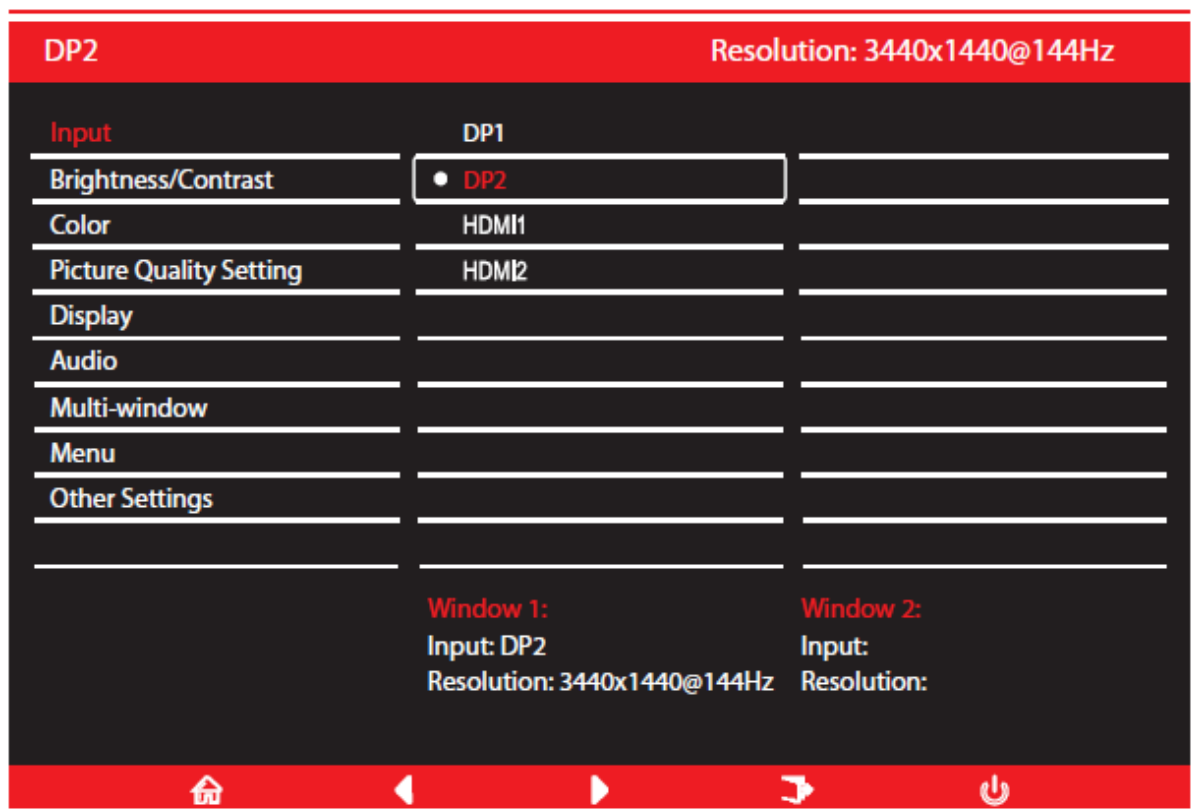 DP2 Resolution: 3440x1440@144Hz
Input DP1
Brightness/Contrast DP2
Color HDMI1
Picture Quality Setting HDMI2
Display
Audio
Multi-window
Menu
Other Settings
Window 1: Window 2:
Input: DP2 Input:
Resolution: 3440x1440@144Hz Resolution: